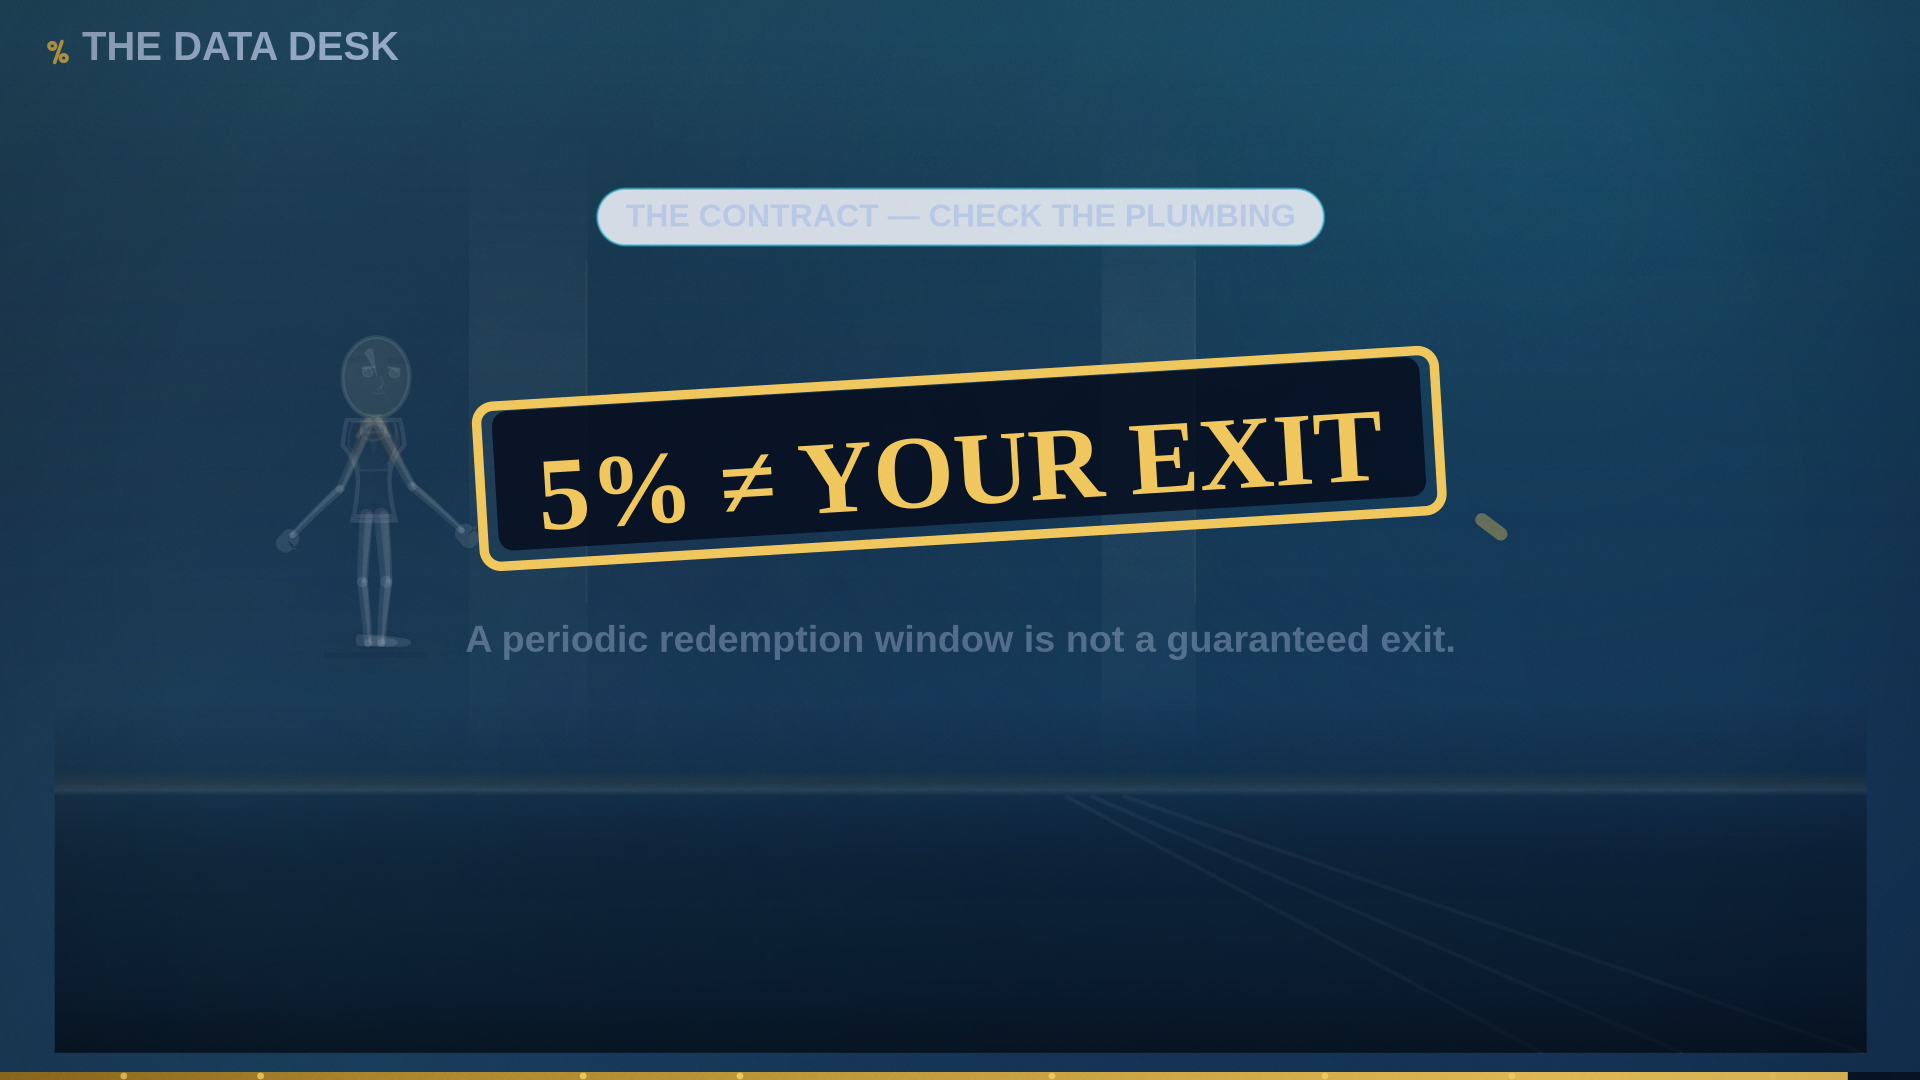 % THE DATA DESK
THE CONTRACT — CHECK THE PLUMBING
5% ≠ YOUR EXIT
A periodic redemption window is not a guaranteed exit.